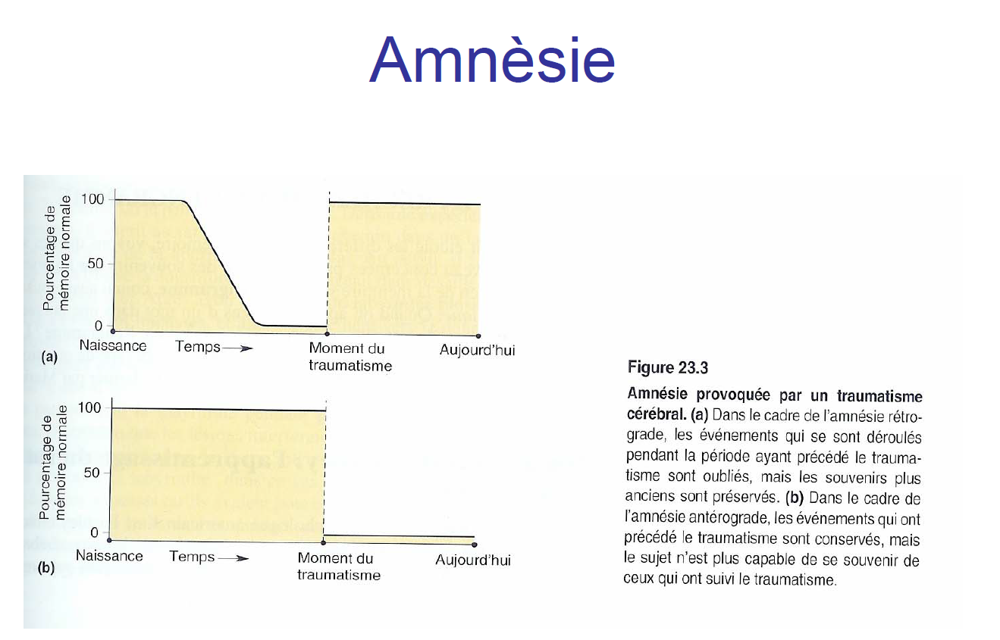 Amnèsie
Pourcentage de
mémoire normale
100
50
0
Naissance
Temps
Moment du
traumatisme
Aujourd'hui
(a)
Pourcentage de
mémoire normale
100
50
0
Naissance
Temps
Moment du
traumatisme
Aujourd'hui
(b)
Figure 23.3
Amnésie provoquée par un traumatisme
cérébral. (a) Dans le cadre de l'amnésie rétro-
grade, les événements qui se sont déroulés
pendant la période ayant précédé le trauma-
tisme sont oubliés, mais les souvenirs plus
anciens sont préservés. (b) Dans le cadre de
l'amnésie antérograde, les événements qui ont
précédé le traumatisme sont conservés, mais
le sujet n'est plus capable de se souvenir de
ceux qui ont suivi le traumatisme.